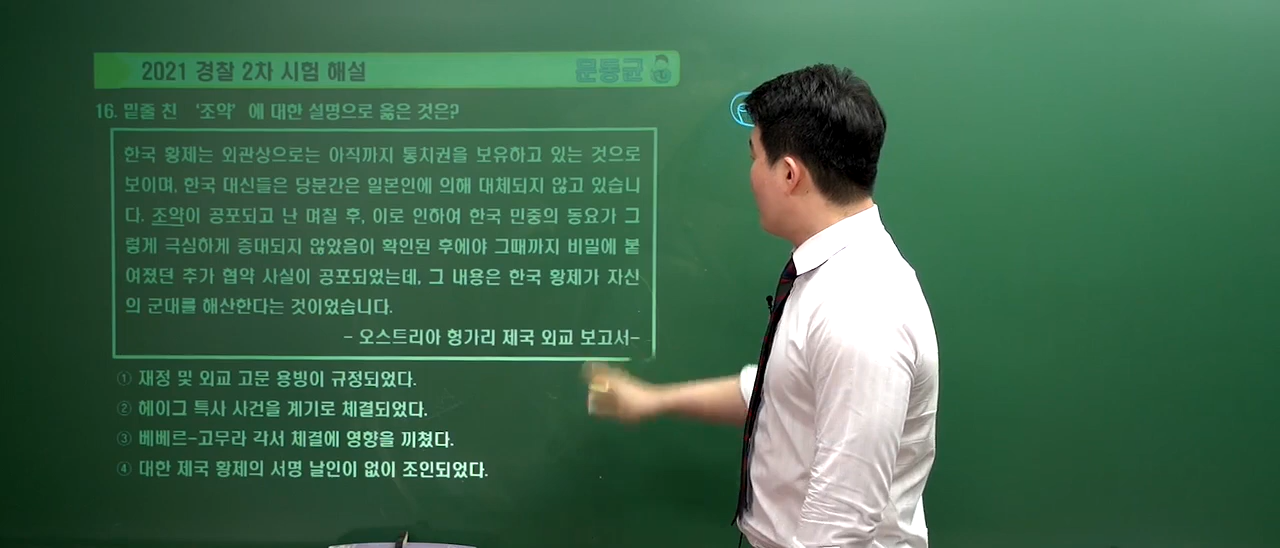 2021 경찰 2차 시험 해설
문동균
16. 밑줄 친 '조약' 에 대한 설명으로 옳은 것은?
한국 황제는 외관상으로는 아직까지 통치권을 보유하고 있는 것으로
보이며, 한국 대신들은 당분간은 일본인에 의해 대체되지 않고 있습니
다. 조약이 공포되고 난 며칠 후, 이로 인하여 한국 민중의 동요가 그
렇게 극심하게 증대되지 않았음이 확인된 후에야 그때까지 비밀에 붙
여졌던 추가 협약 사실이 공포되었는데, 그 내용은 한국 황제가 자신
의 군대를 해산한다는 것이었습니다.
- 오스트리아 헝가리 제국 외교 보고서-
① 재정 및 외교 고문 용빙이 규정되었다.
② 헤이그 특사 사건을 계기로 체결되었다.
③ 베베르-고무라 각서 체결에 영향을 끼쳤다.
④ 대한 제국 황제의 서명 날인이 없이 조인되었다.